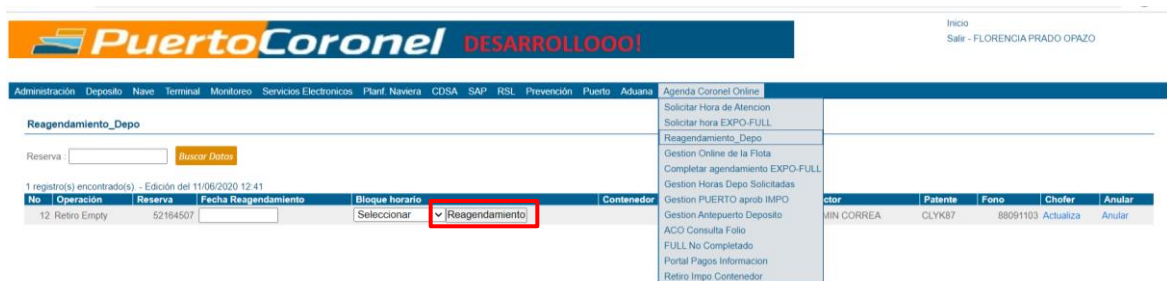 PuertoCoronel DESARROLLOOO!
Inicio
Salir - FLORENCIA PRADO OPAZO
Administración Deposito Nave Terminal Monitoreo Servicios Electronicos Planf. Naviera CDSA SAP RSL Prevención Puerto Aduana Agenda Coronel Online
Solicitar Hora de Atencion
Solicitar hora EXPO-FULL
Reagendamiento_Depo
Gestion Online de la Flota
Completar agendamiento EXPO-FULL
Gestion Horas Depo Solicitadas
Gestion PUERTO aprob IMPO
Gestion Antepuerto Deposito
ACO Consulta Folio
FULL No Completado
Portal Pagos Informacion
Retiro Impo Contenedor
Reagendamiento_Depo
Reserva : Buscar Datos
1 registro(s) encontrado(s). - Edición del 11/06/2020 12:41
No Operación Reserva Fecha Reagendamiento Bloque horario Contenedor ctor Patente Fono Chofer Anular
12 Retiro Empty 52164507 Seleccionar Reagendamiento MIN CORREA CLYK87 88091103 Actualiza Anular